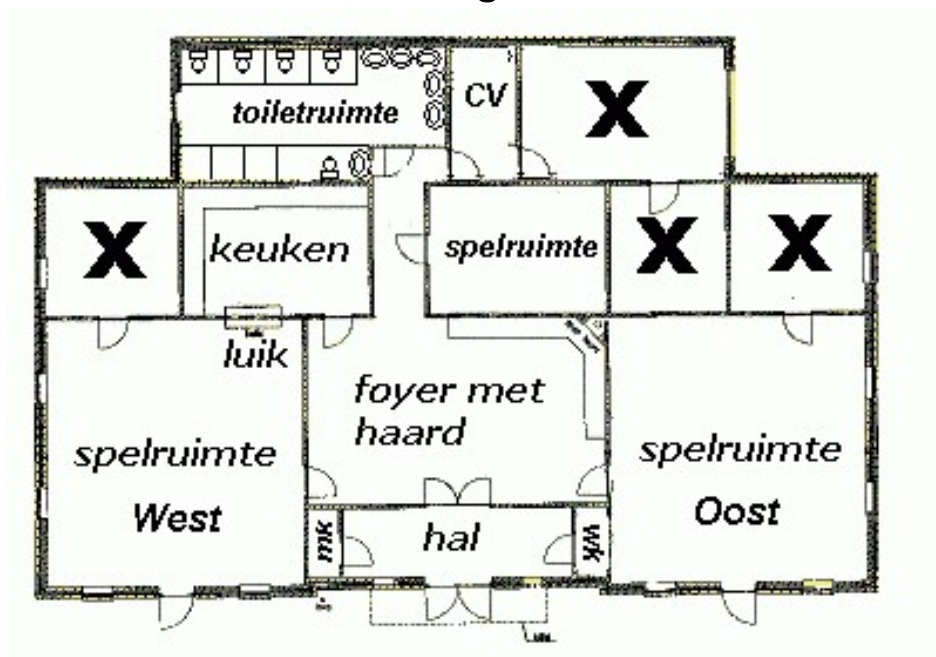 toiletruimte
CV
X
X
keuken
spelruimte
X
X
luik
foyer met
haard
spelruimte
West
spelruimte
Oost
mk
hal
wk